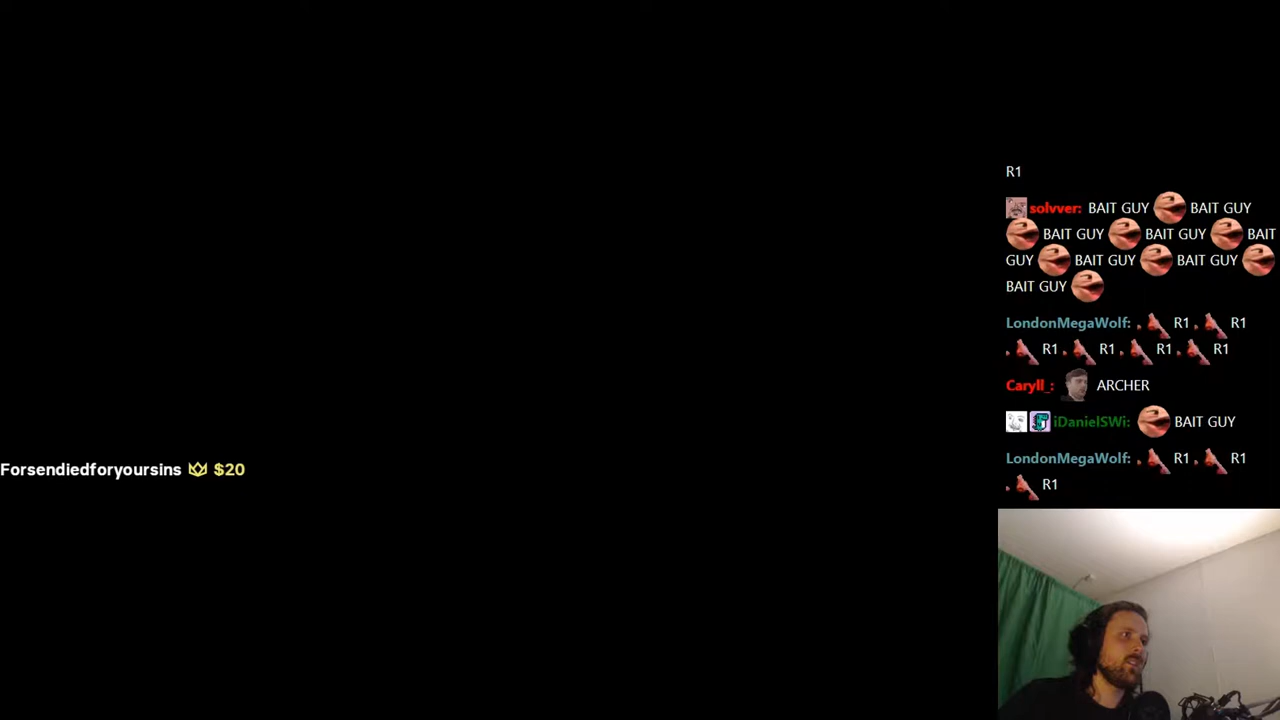 R1
solvver: BAIT GUY BAIT GUY
BAIT GUY BAIT GUY BAIT
GUY BAIT GUY BAIT GUY
BAIT GUY
LondonMegaWolf: R1 R1
R1 R1 R1 R1
Caryll_: ARCHER
iDanielSWi: BAIT GUY
LondonMegaWolf: R1 R1
R1
Forsendiedforyoursins $20